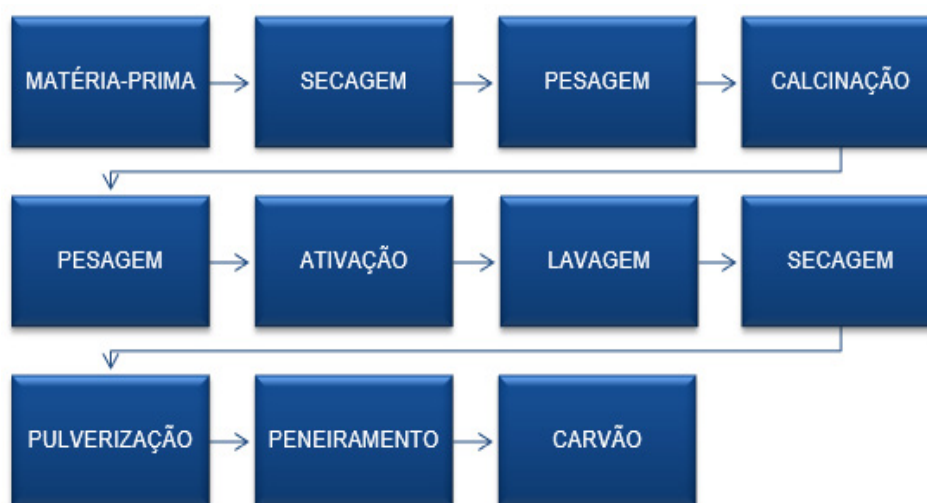 MATÉRIA-PRIMA
SECAGEM
PESAGEM
CALCINAÇÃO
PESAGEM
ATIVAÇÃO
LAVAGEM
SECAGEM
PULVERIZAÇÃO
PENEIRAMENTO
CARVÃO